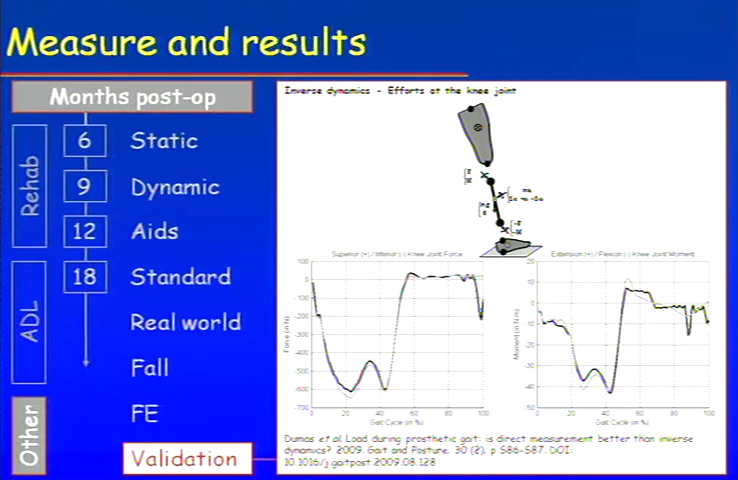 Measure and results
Months post-op
Rehab
6 Static
9 Dynamic
12 Aids
ADL
18 Standard
Real world
Fall
Other
FE
Validation
Inverse dynamics - Efforts at the knee joint
Superior (+) / Inferior (-) Knee Joint Force
Force (in N)
100
0
-100
-200
-300
-400
-500
-600
-700
0 20 40 60 80 100
Gait Cycle (in %)
Extension (+) / Flexion (-) Knee Joint Moment
Moment (in N.m)
20
10
0
-10
-20
-30
-40
-50
0 20 40 60 80 100
Gait Cycle (in %)
Dumas et al. Load during prosthetic gait: is direct measurement better than inverse
dynamics? 2009. Gait and Posture. 30 (2). p S86-S87. DOI:
10.1016/j.gaitpost.2009.08.128